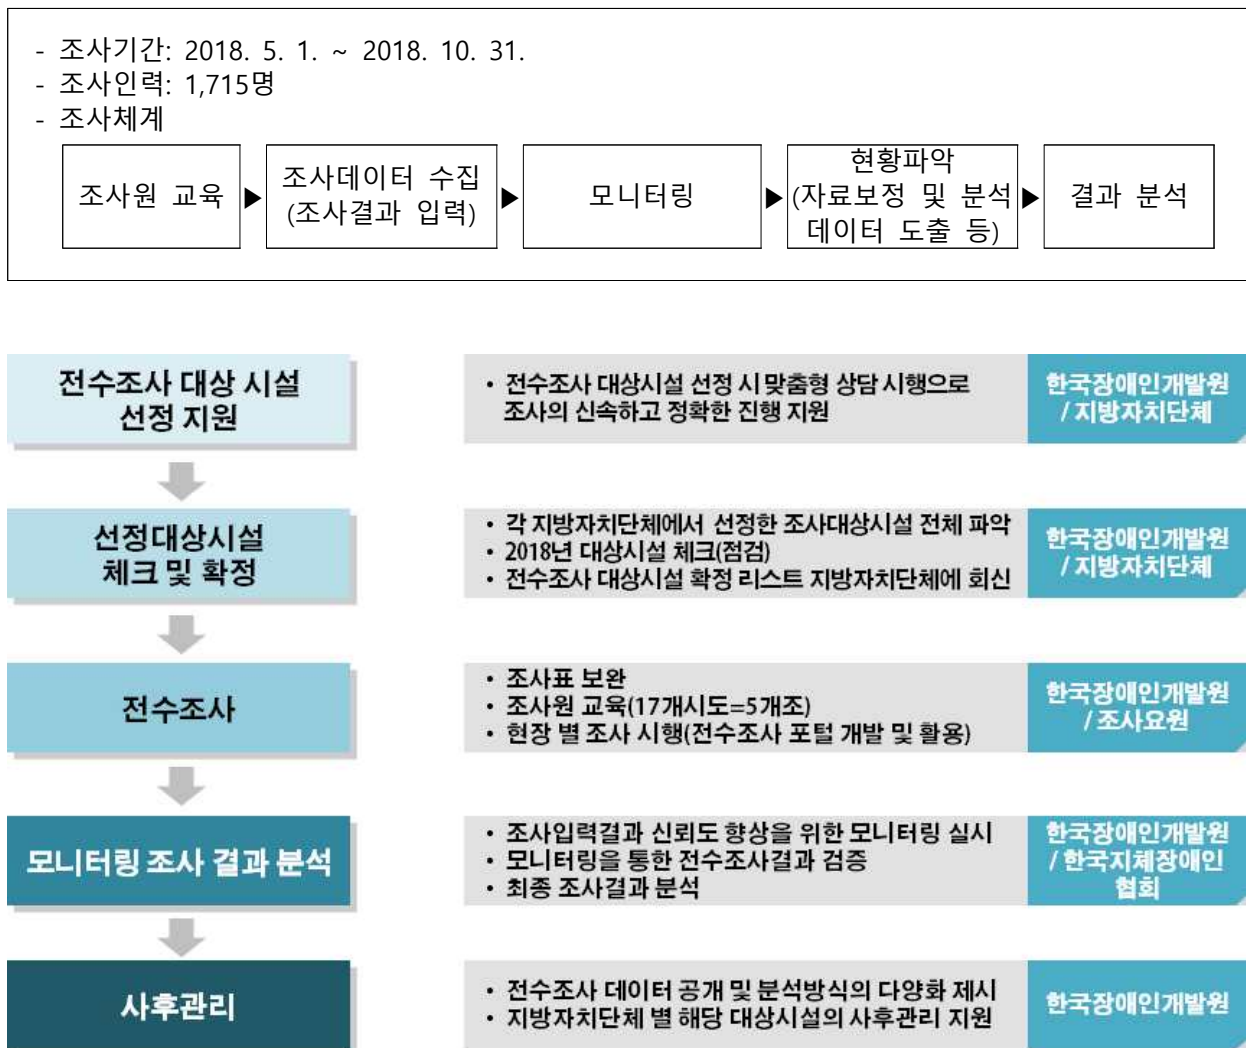 - 조사기간: 2018. 5. 1. ~ 2018. 10. 31.
- 조사인력: 1,715명
- 조사체계
조사원 교육
▶
조사데이터 수집
(조사결과 입력)
▶
모니터링
▶
현황파악
(자료보정 및 분석
데이터 도출 등)
▶
결과 분석
전수조사 대상 시설
선정 지원
• 전수조사 대상시설 선정 시 맞춤형 상담 시행으로
조사의 신속하고 정확한 진행 지원
한국장애인개발원
/ 지방자치단체
선정대상시설
체크 및 확정
• 각 지방자치단체에서 선정한 조사대상시설 전체 파악
• 2018년 대상시설 체크(점검)
• 전수조사 대상시설 확정 리스트 지방자치단체에 회신
한국장애인개발원
/ 지방자치단체
전수조사
• 조사표 보완
• 조사원 교육(17개시도=5개조)
• 현장 별 조사 시행(전수조사 포털 개발 및 활용)
한국장애인개발원
/ 조사요원
모니터링 조사 결과 분석
• 조사입력결과 신뢰도 향상을 위한 모니터링 실시
• 모니터링을 통한 전수조사결과 검증
• 최종 조사결과 분석
한국장애인개발원
/ 한국지체장애인
협회
사후관리
• 전수조사 데이터 공개 및 분석방식의 다양화 제시
• 지방자치단체 별 해당 대상시설의 사후관리 지원
한국장애인개발원